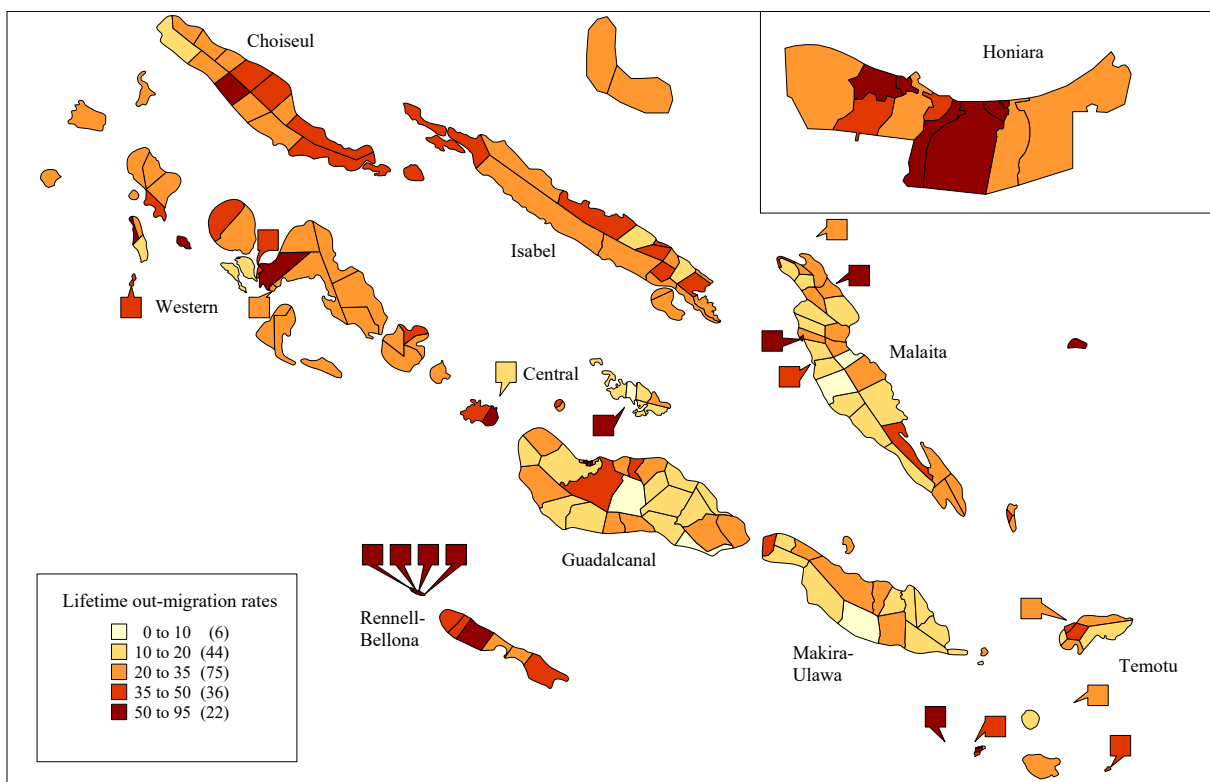 Choiseul
Honiara
Isabel
Western
Malaita
Central
Guadalcanal
Rennell-
Bellona
Makira-
Ulawa
Temotu
Lifetime out-migration rates
0 to 10 (6)
10 to 20 (44)
20 to 35 (75)
35 to 50 (36)
50 to 95 (22)